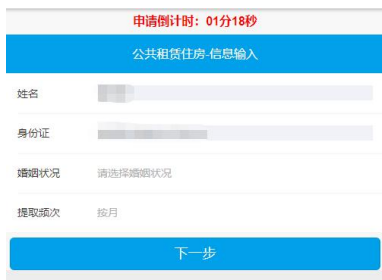 申请倒计时：01分18秒
公共租赁住房-信息输入
姓名
身份证
婚姻状况 请选择婚姻状况
提取频次 按月
下一步